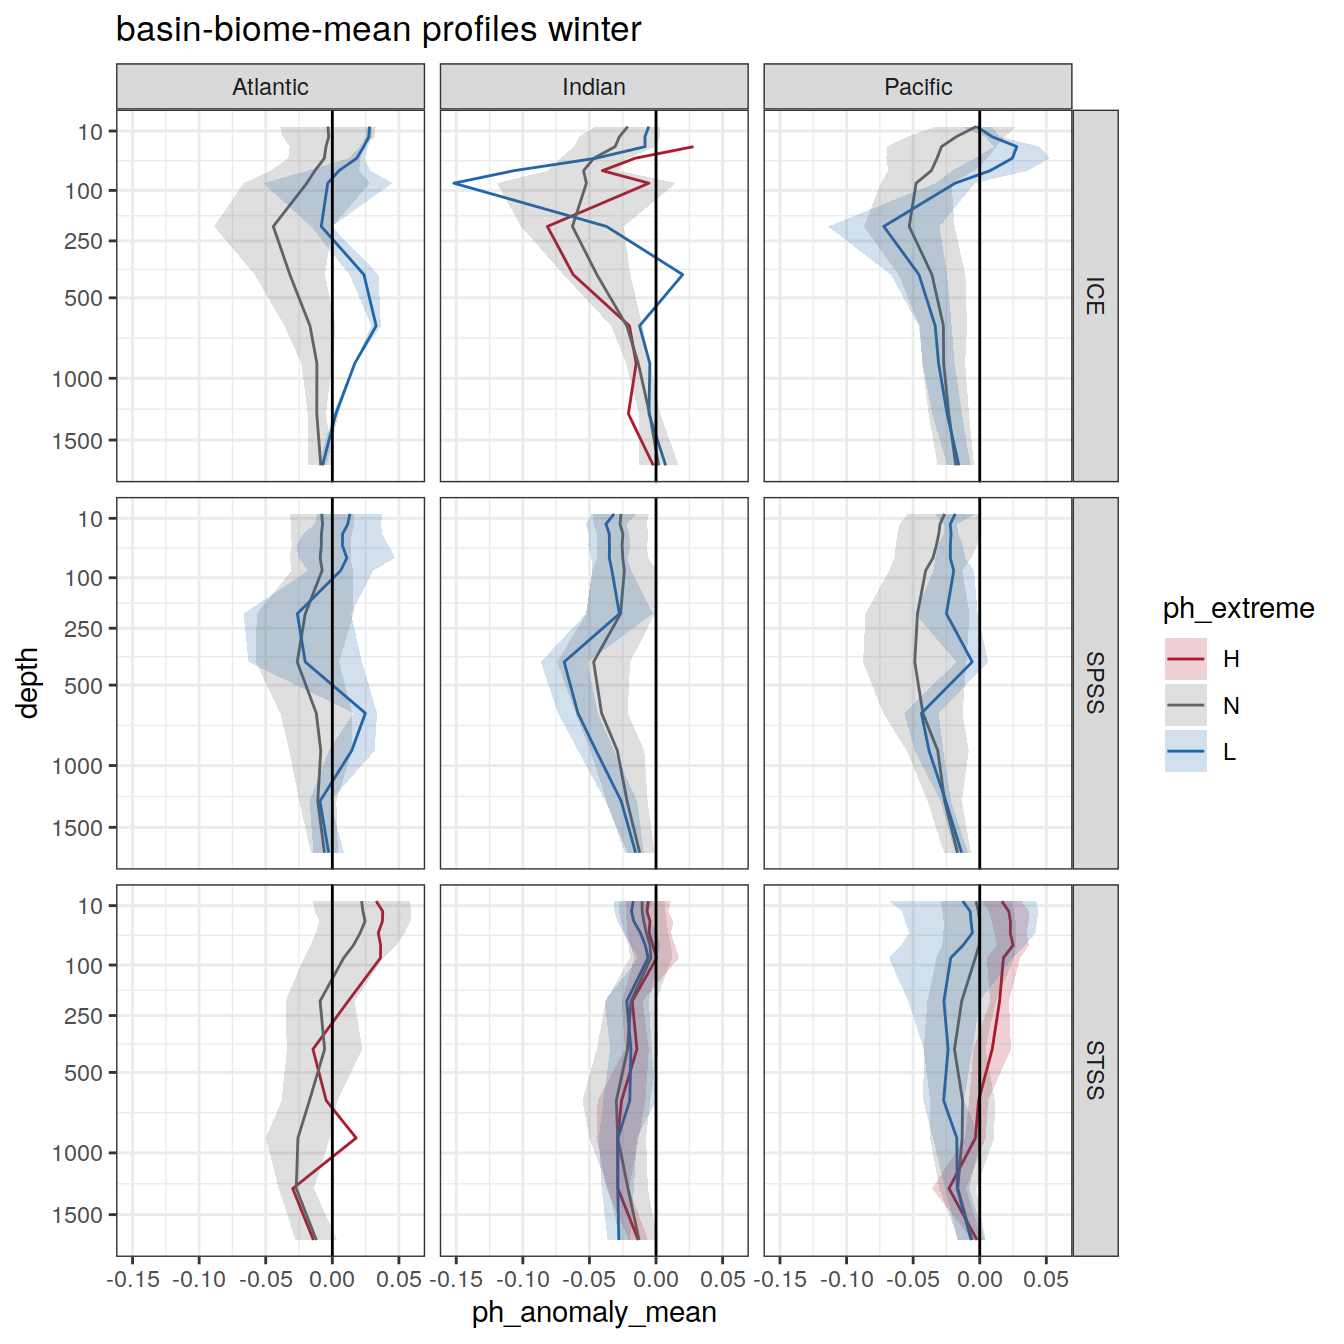 basin-biome-mean profiles winter
Atlantic Indian Pacific
10
100
250
500
1000
1500
ICE
10
100
250
500
1000
1500
SPSS
10
100
250
500
1000
1500
STSS
depth
-0.15 -0.10 -0.05 0.00 0.05 -0.15 -0.10 -0.05 0.00 0.05 -0.15 -0.10 -0.05 0.00 0.05
ph_anomaly_mean
ph_extreme
H
N
L